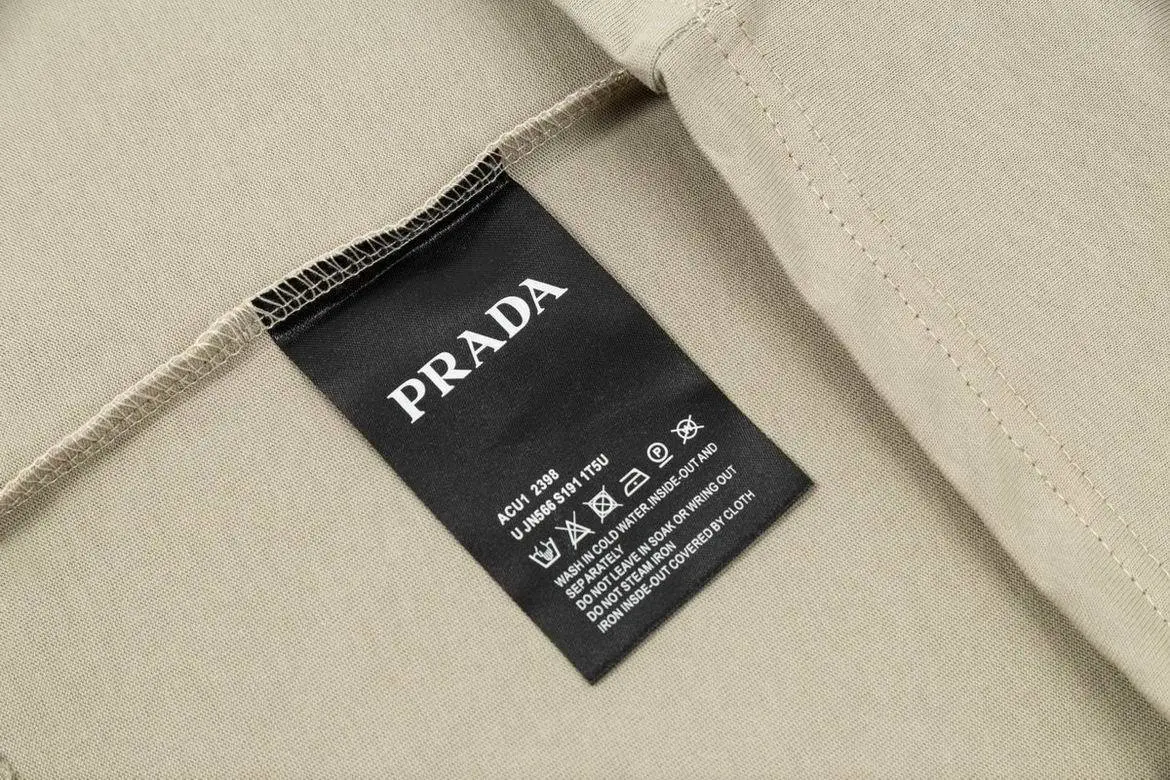 PRADA
ACU1 2398
U JN566 S191 1T5U
P
WASH IN COLD WATER,INSIDE-OUT AND
SEPARATELY
DO NOT LEAVE IN SOAK OR WRING OUT
DO NOT STEAM IRON
IRON INSDE-OUT COVERED BY CLOTH